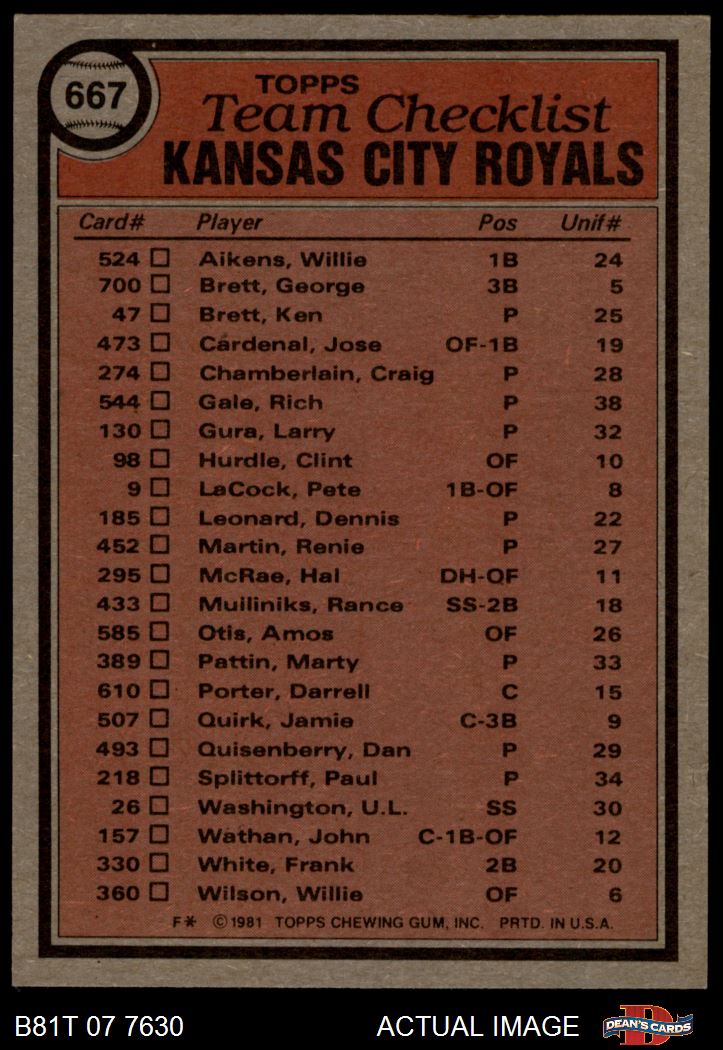 667
TOPPS
Team Checklist
KANSAS CITY ROYALS
Card# Player Pos Unif#
524 Aikens, Willie 1B 24
700 Brett, George 3B 5
47 Brett, Ken P 25
473 Cardenal, Jose OF-1B 19
274 Chamberlain, Craig P 28
544 Gale, Rich P 38
130 Gura, Larry P 32
98 Hurdle, Clint OF 10
9 LaCock, Pete 1B-OF 8
185 Leonard, Dennis P 22
452 Martin, Renie P 27
295 McRae, Hal DH-OF 11
433 Muiliniks, Rance SS-2B 18
585 Otis, Amos OF 26
389 Pattin, Marty P 33
610 Porter, Darrell C 15
507 Quirk, Jamie C-3B 9
493 Quisenberry, Dan P 29
218 Splittorff, Paul P 34
26 Washington, U.L. SS 30
157 Wathan, John C-1B-OF 12
330 White, Frank 2B 20
360 Wilson, Willie OF 6
F* ©1981 TOPPS CHEWING GUM, INC. PRTD. IN U.S.A.
B81T 07 7630 ACTUAL IMAGE D DEAN'S CARDS